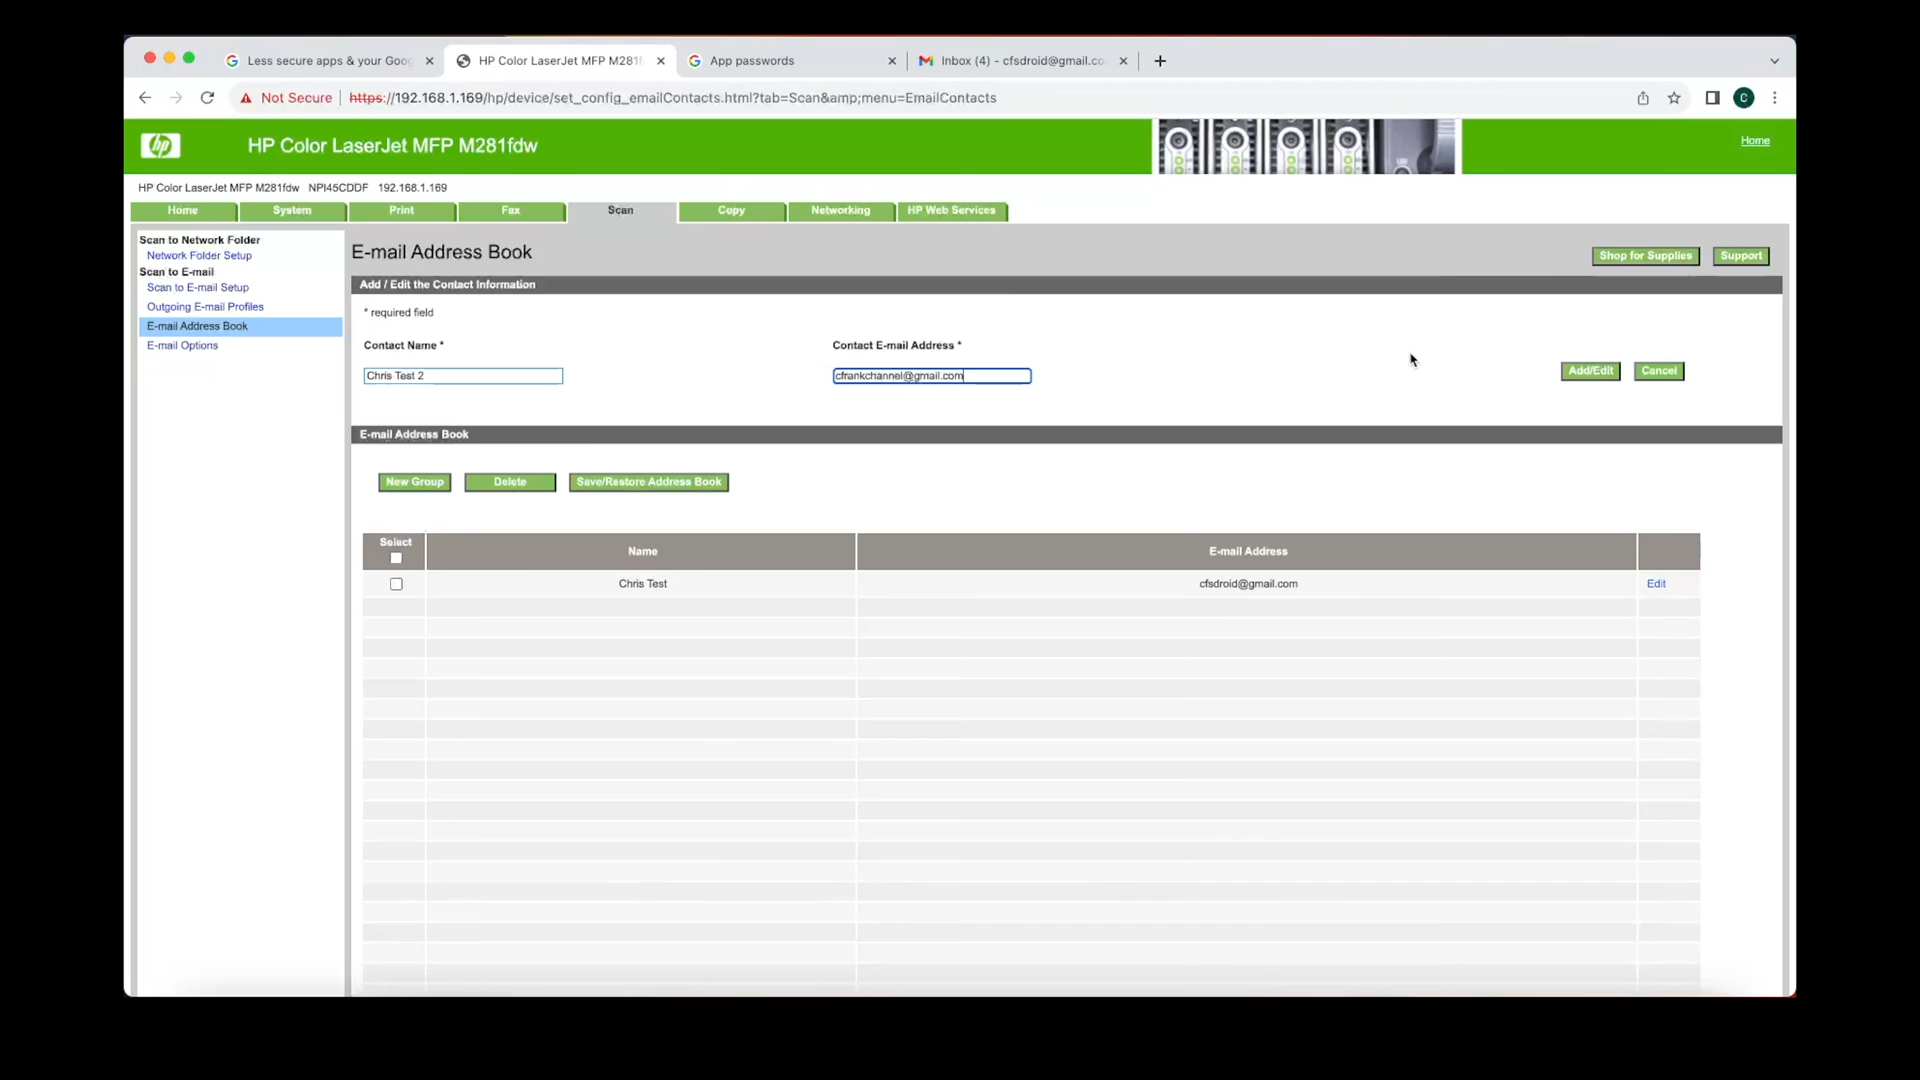 Less secure apps & your Goog
HP Color LaserJet MFP M281f
App passwords
Inbox (4) - cfsdroid@gmail.co
Not Secure | https://192.168.1.169/hp/device/set_config_emailContacts.html?tab=Scan&amp;menu=EmailContacts
C
hp
HP Color LaserJet MFP M281fdw
Home
HP Color LaserJet MFP M281fdw NPI45CDDF 192.168.1.169
Home System Print Fax Scan Copy Networking HP Web Services
Scan to Network Folder
Network Folder Setup
Scan to E-mail
Scan to E-mail Setup
Outgoing E-mail Profiles
E-mail Address Book
E-mail Options
E-mail Address Book
Shop for Supplies Support
Add / Edit the Contact Information
* required field
Contact Name * Contact E-mail Address *
Chris Test 2 cfrankchannel@gmail.com Add/Edit Cancel
E-mail Address Book
New Group Delete Save/Restore Address Book
Select Name E-mail Address
Chris Test cfsdroid@gmail.com Edit